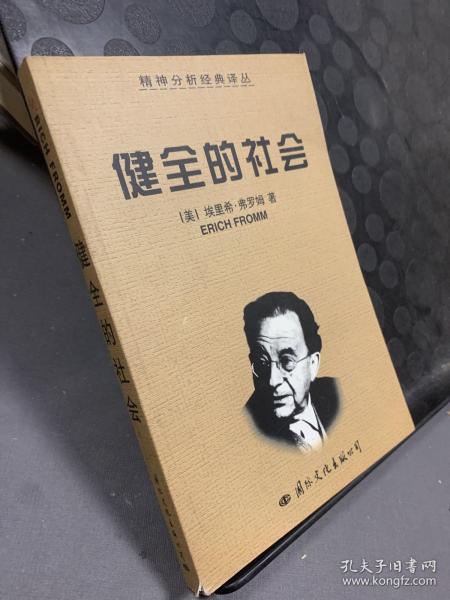 精神分析经典译丛
健全的社会
[美] 埃里希·弗罗姆 著
ERICH FROMM
国际文化出版公司
ERICH FROMM
健全的社会
孔夫子旧书网
www.kongfz.com